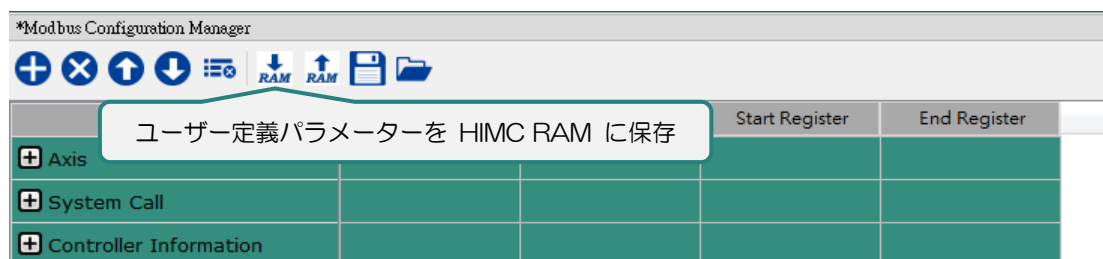 *Modbus Configuration Manager
RAM RAM
ユーザー定義パラメーターを HIMC RAM に保存
Start Register End Register
Axis
System Call
Controller Information